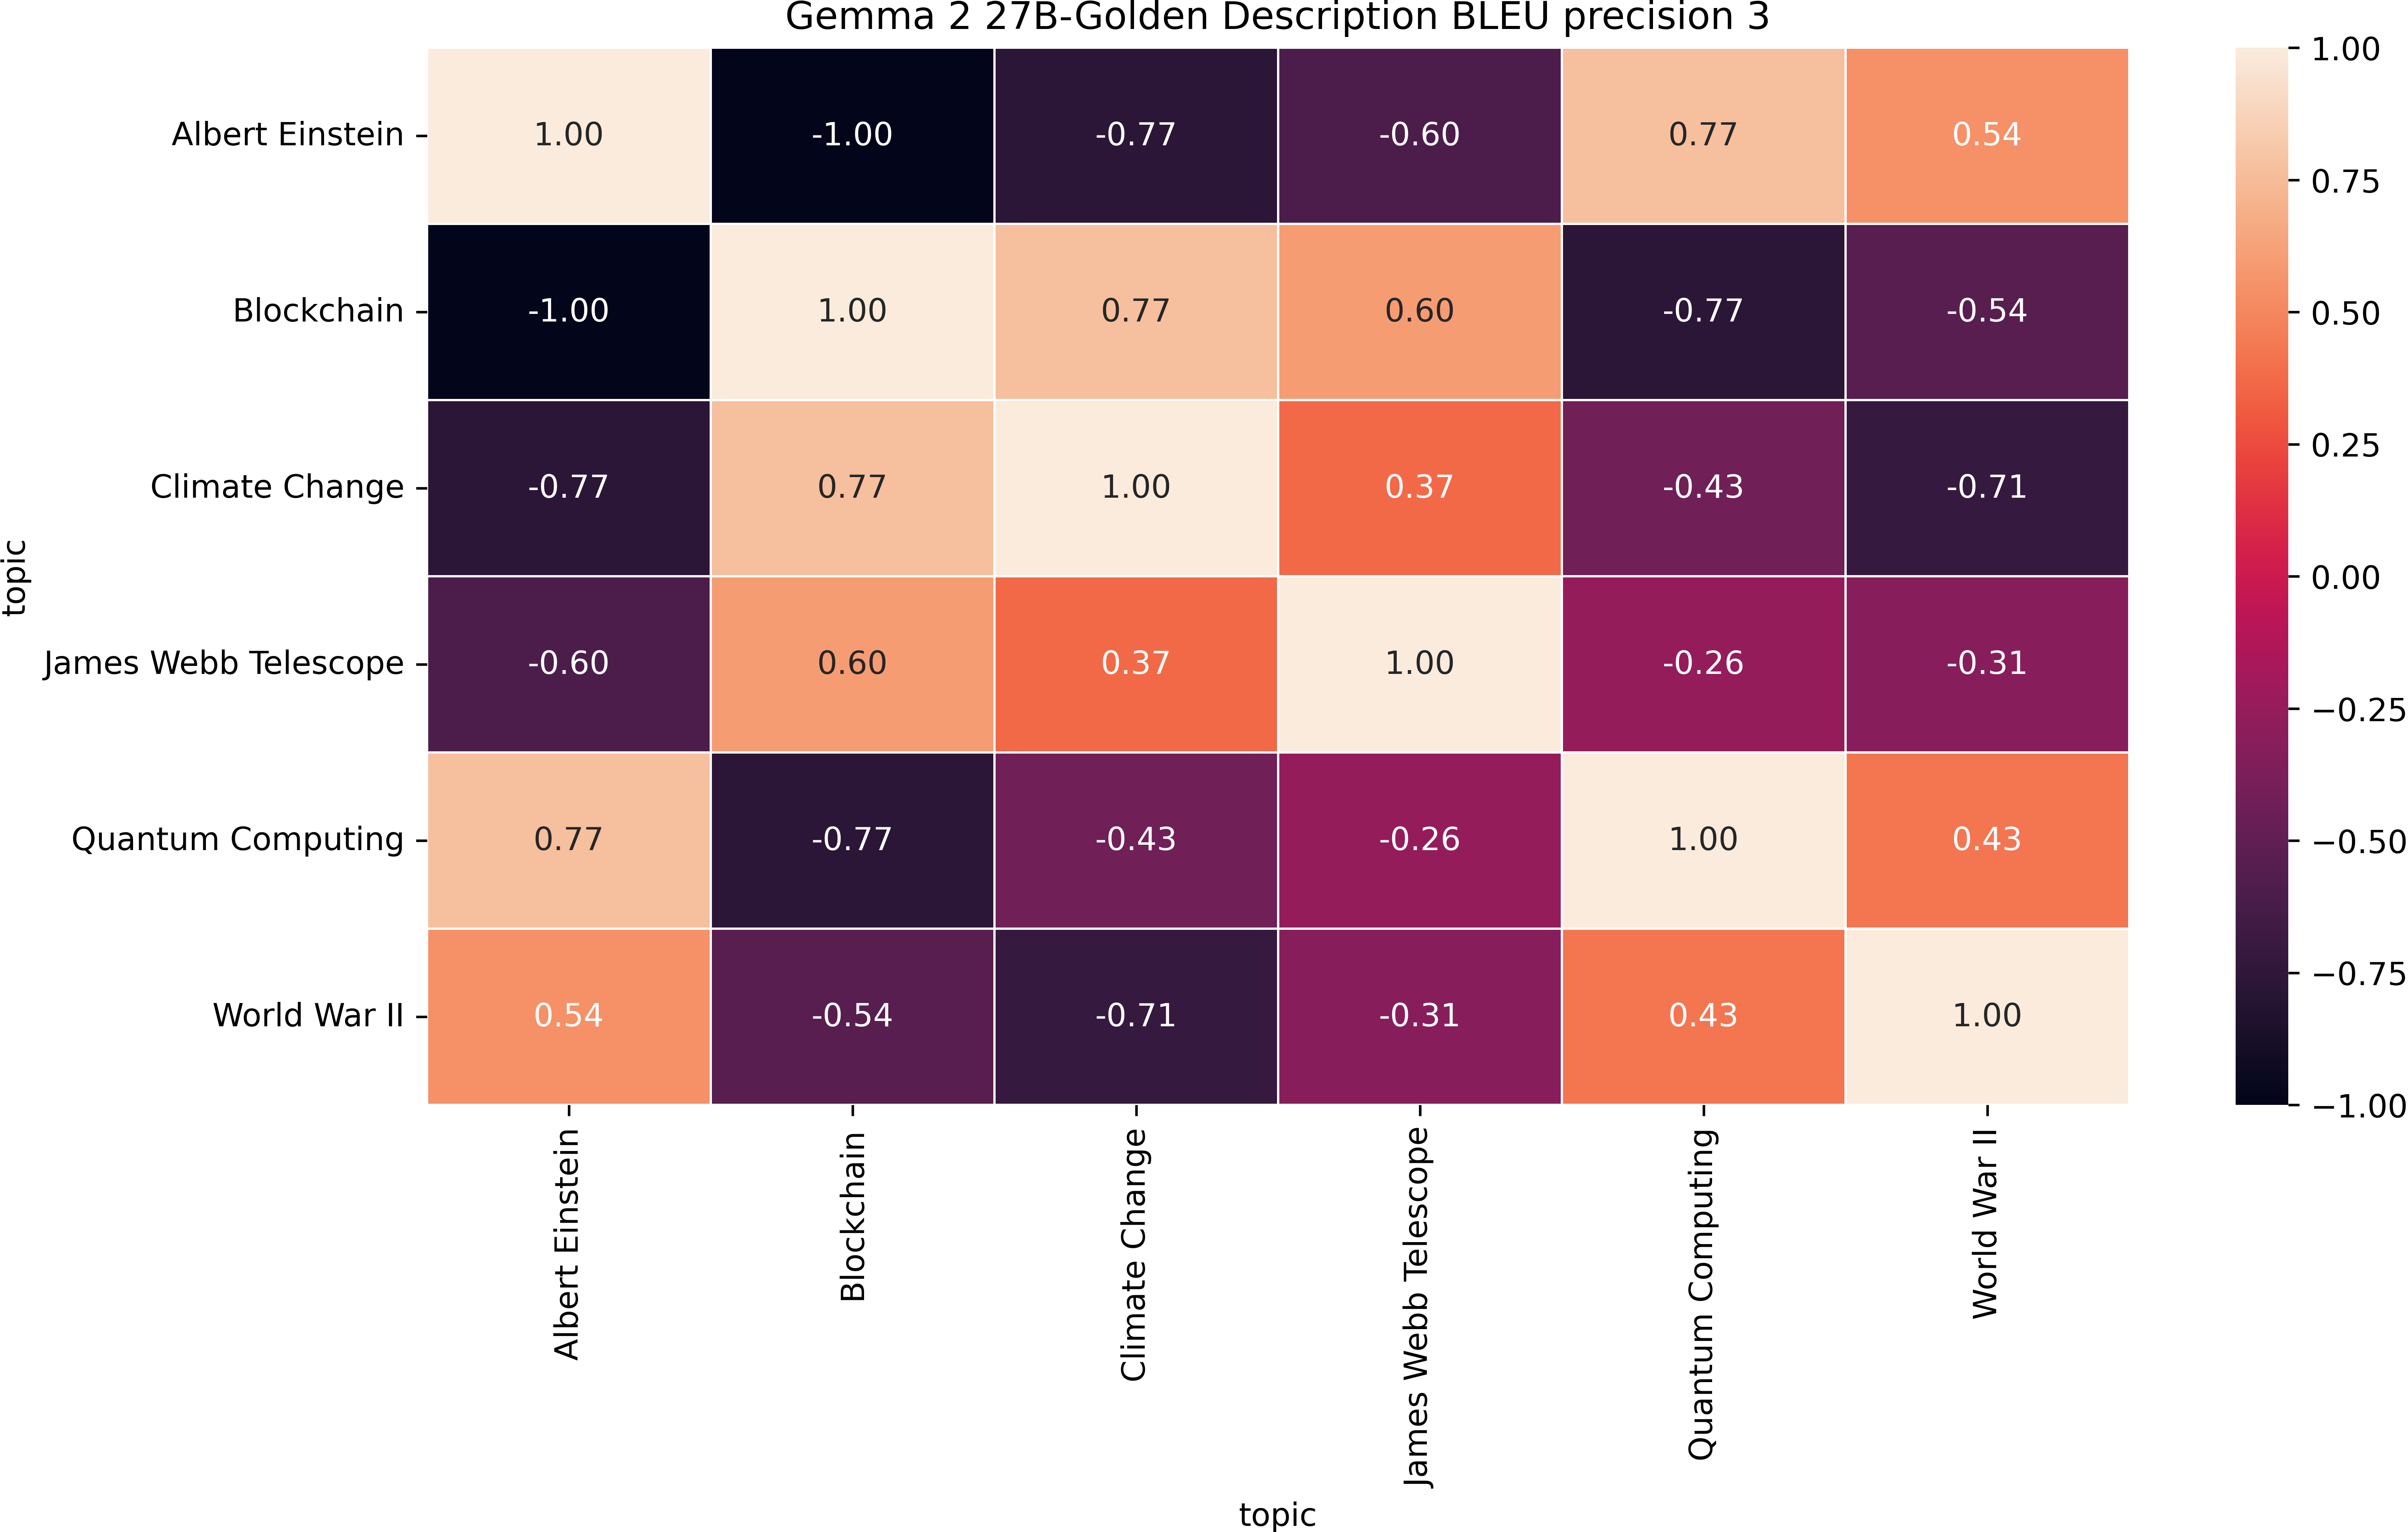 Gemma 2 27B-Golden Description BLEU precision 3
Albert Einstein 1.00 -1.00 -0.77 -0.60 0.77 0.54
Blockchain -1.00 1.00 0.77 0.60 -0.77 -0.54
Climate Change -0.77 0.77 1.00 0.37 -0.43 -0.71
James Webb Telescope -0.60 0.60 0.37 1.00 -0.26 -0.31
Quantum Computing 0.77 -0.77 -0.43 -0.26 1.00 0.43
World War II 0.54 -0.54 -0.71 -0.31 0.43 1.00
topic
Albert Einstein
Blockchain
Climate Change
James Webb Telescope
Quantum Computing
World War II
topic
1.00
0.75
0.50
0.25
0.00
−0.25
−0.50
−0.75
−1.00